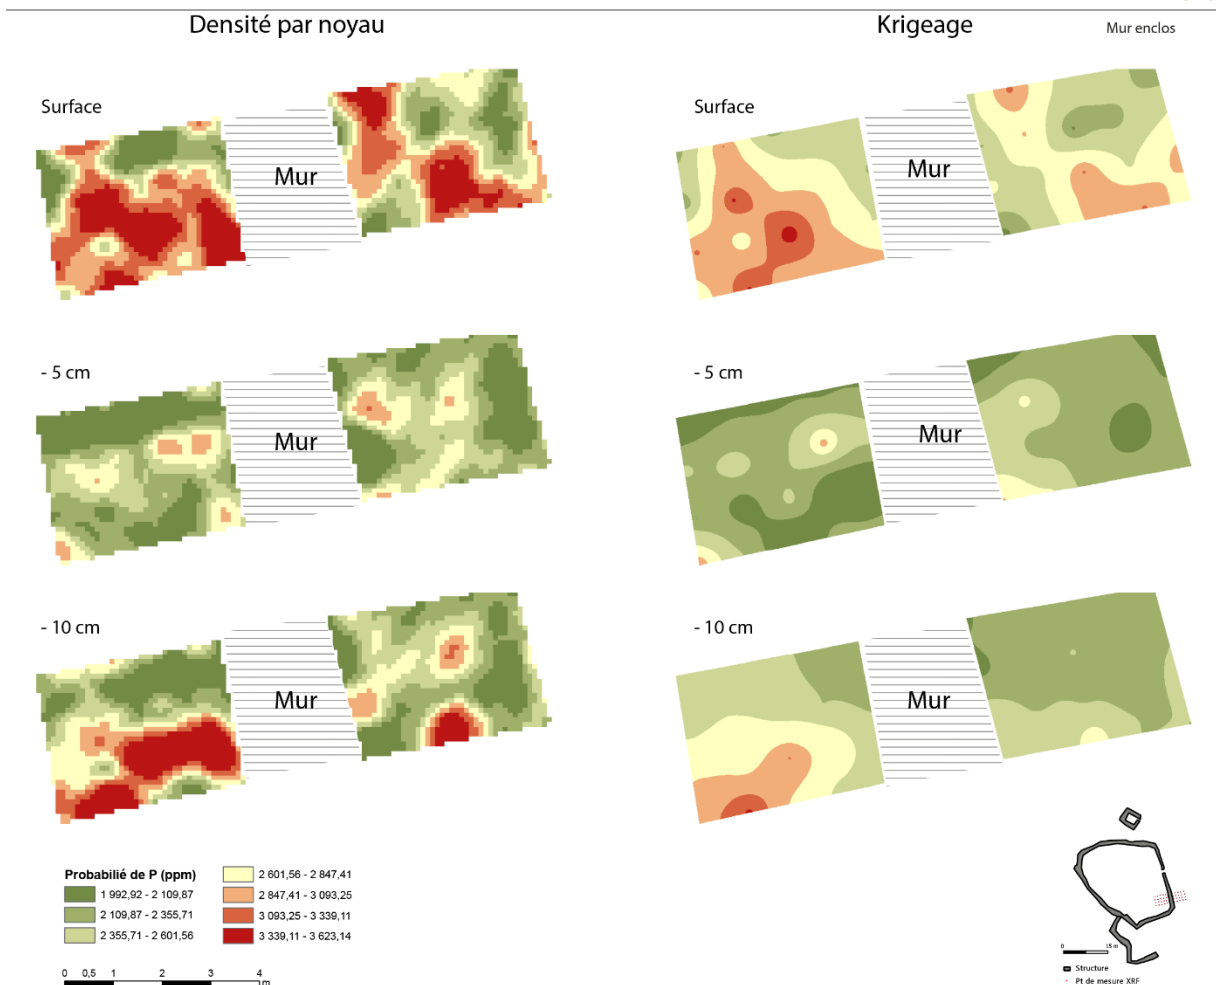 Densité par noyau
Krigeage
Mur enclos
Surface
Mur
Surface
Mur
- 5 cm
Mur
- 5 cm
Mur
- 10 cm
Mur
- 10 cm
Mur
Probabilié de P (ppm)
1 992,92 - 2 109,87
2 109,87 - 2 355,71
2 355,71 - 2 601,56
2 601,56 - 2 847,41
2 847,41 - 3 093,25
3 093,25 - 3 339,11
3 339,11 - 3 623,14
0 0,5 1 2 3 4
m
0 15 m
Structure
Pt de mesure XRF